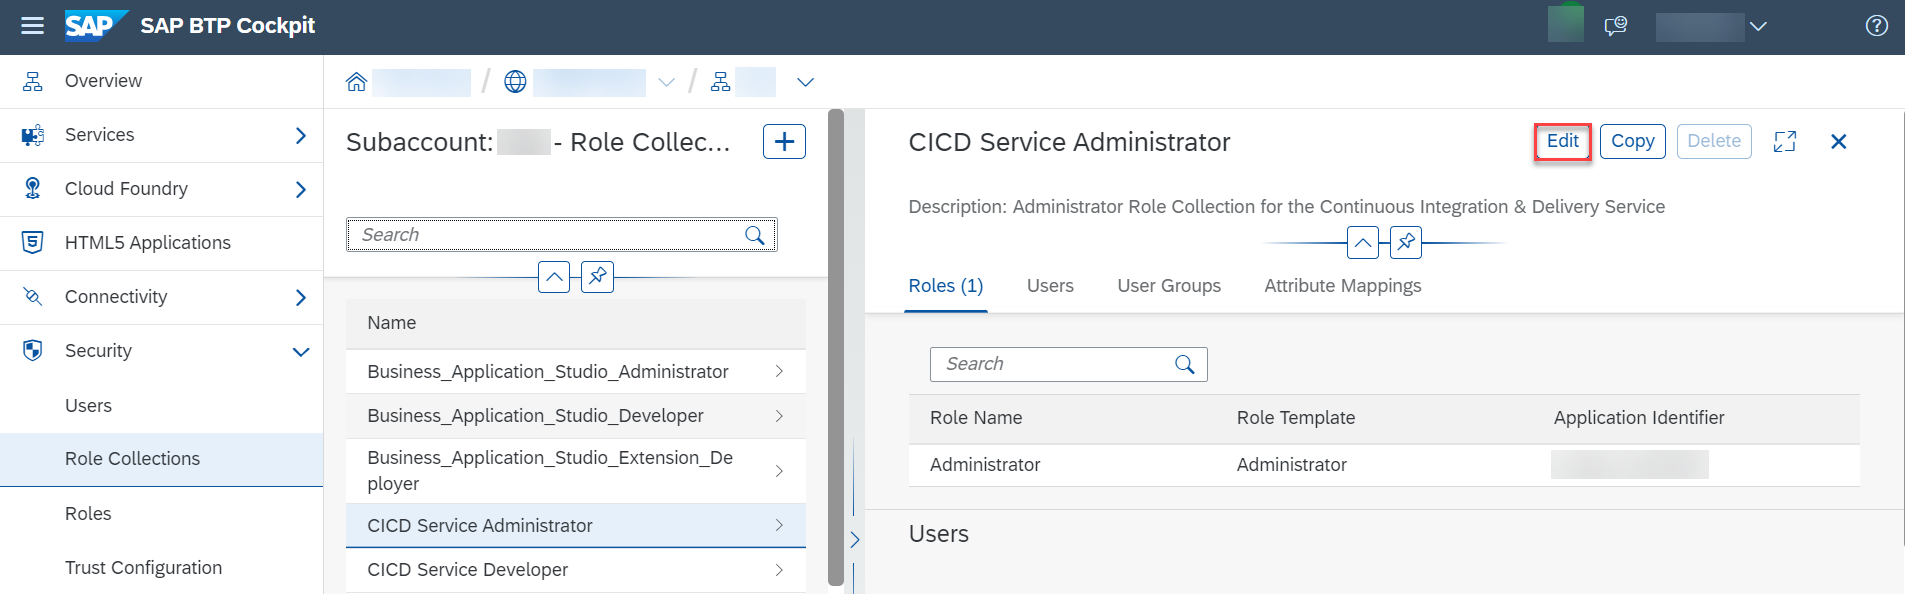 SAP SAP BTP Cockpit
Overview
Services
Cloud Foundry
HTML5 Applications
Connectivity
Security
Users
Role Collections
Roles
Trust Configuration
Subaccount: - Role Collec...
Search
Name
Business_Application_Studio_Administrator
Business_Application_Studio_Developer
Business_Application_Studio_Extension_De
ployer
CICD Service Administrator
CICD Service Developer
CICD Service Administrator
Edit Copy Delete
Description: Administrator Role Collection for the Continuous Integration & Delivery Service
Roles (1) Users User Groups Attribute Mappings
Search
Role Name Role Template Application Identifier
Administrator Administrator
Users